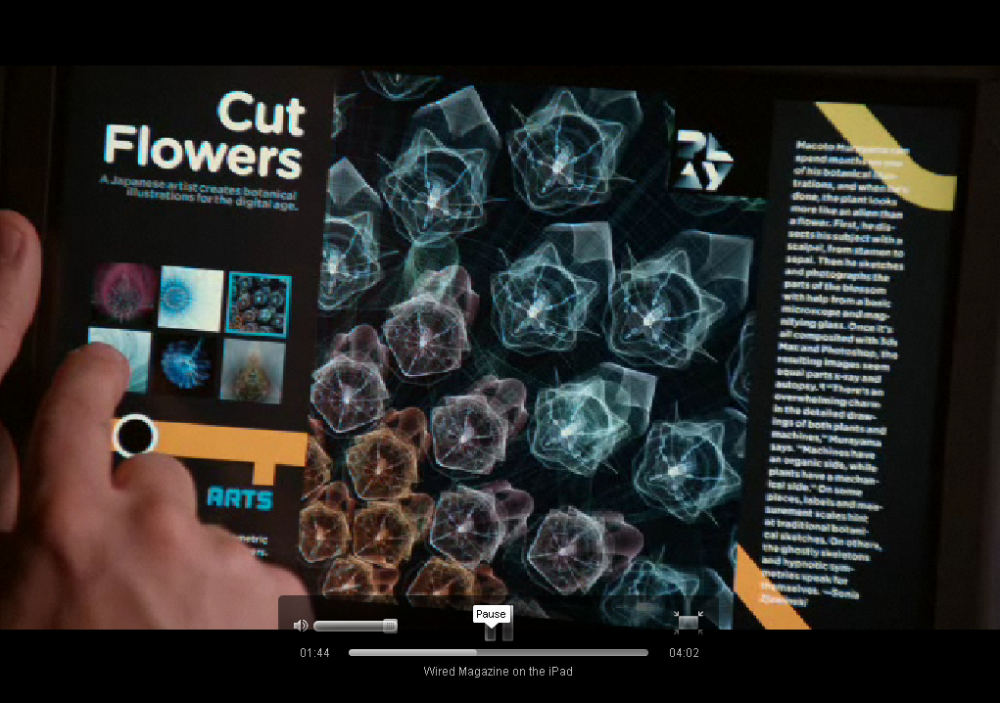 Cut
Flowers
A Japanese artist creates botanical
illustrations for the digital age.
PL
AY
Macoto Murayama can
spend months on one
of his botanical illus-
trations, and when he's
done, the plant looks
more like an alien than
a flower. First, he dis-
sects his subject with a
scalpel, from stamen to
sepal. Then he sketches
and photographs the
parts of the blossom
with help from a basic
microscope and mag-
nifying glass. Once it's
all composited with 3ds
Max and Photoshop, the
resulting images seem
equal parts x-ray and
autopsy. ¶ "There's an
overwhelming charm
in the detailed draw-
ings of both plants and
machines," Murayama
says. "Machines have
an organic side, while
plants have a mechan-
ical side." On some
pieces, labels and mea-
surement scales hint
at traditional botani-
cal sketches. On others,
the ghostly skeletons
and hypnotic sym-
metries speak for
themselves. —Sonia
ARTS
metric
Pause
01:44
04:02
Wired Magazine on the iPad